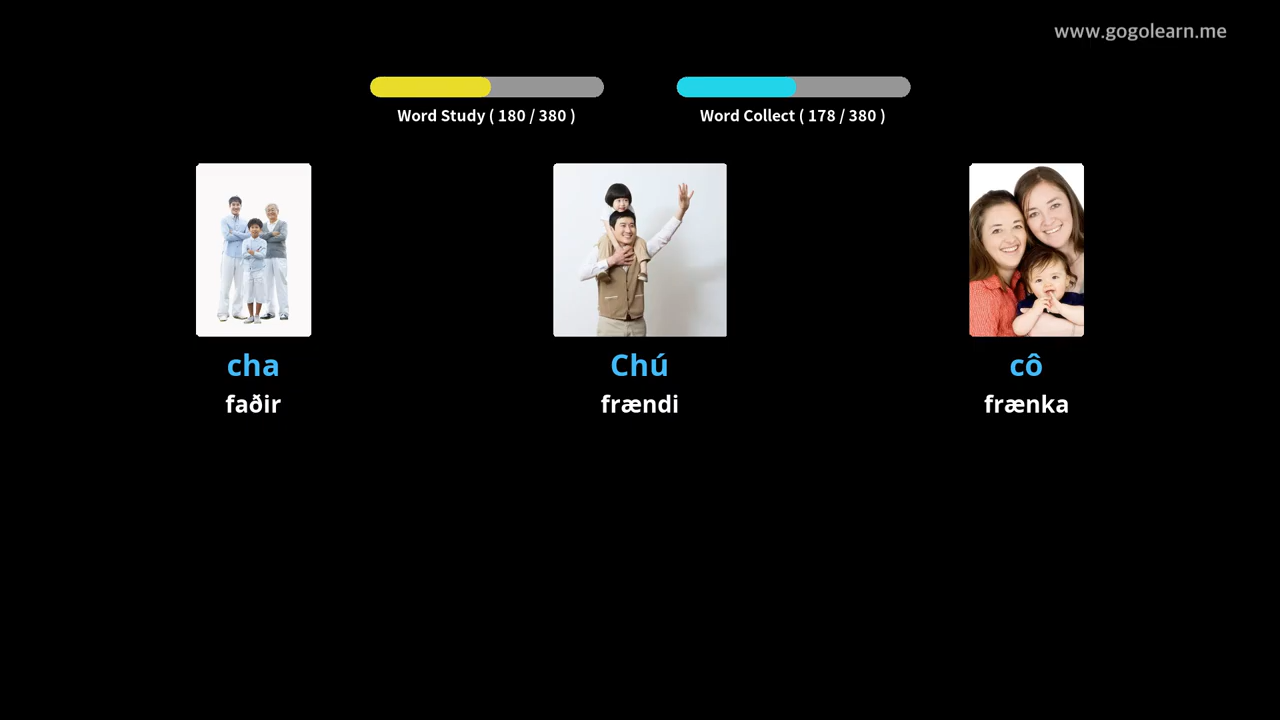 www.gogolearn.me
Word Study ( 180 / 380 )
Word Collect ( 178 / 380 )
cha
faðir
Chú
frændi
cô
frænka